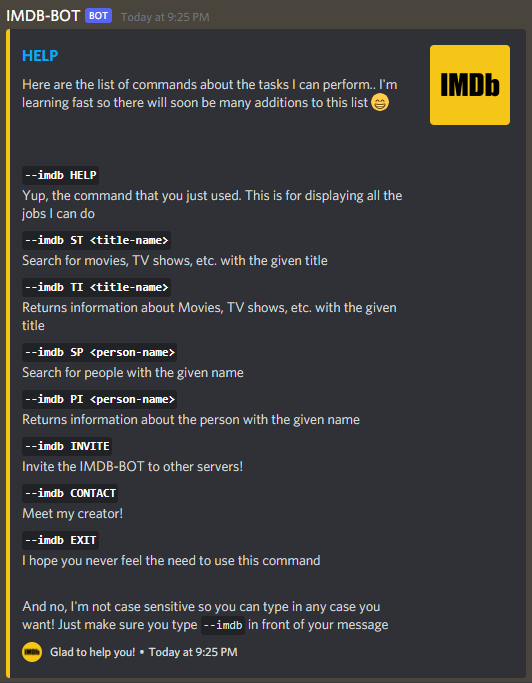 IMDB-BOT BOT Today at 9:25 PM
HELP
IMDb
Here are the list of commands about the tasks I can perform.. I'm
learning fast so there will soon be many additions to this list 😄
--imdb HELP
Yup, the command that you just used. This is for displaying all the
jobs I can do
--imdb ST <title-name>
Search for movies, TV shows, etc. with the given title
--imdb TI <title-name>
Returns information about Movies, TV shows, etc. with the given
title
--imdb SP <person-name>
Search for people with the given name
--imdb PI <person-name>
Returns information about the person with the given name
--imdb INVITE
Invite the IMDB-BOT to other servers!
--imdb CONTACT
Meet my creator!
--imdb EXIT
I hope you never feel the need to use this command
And no, I'm not case sensitive so you can type in any case you
want! Just make sure you type --imdb in front of your message
IMDb Glad to help you! • Today at 9:25 PM